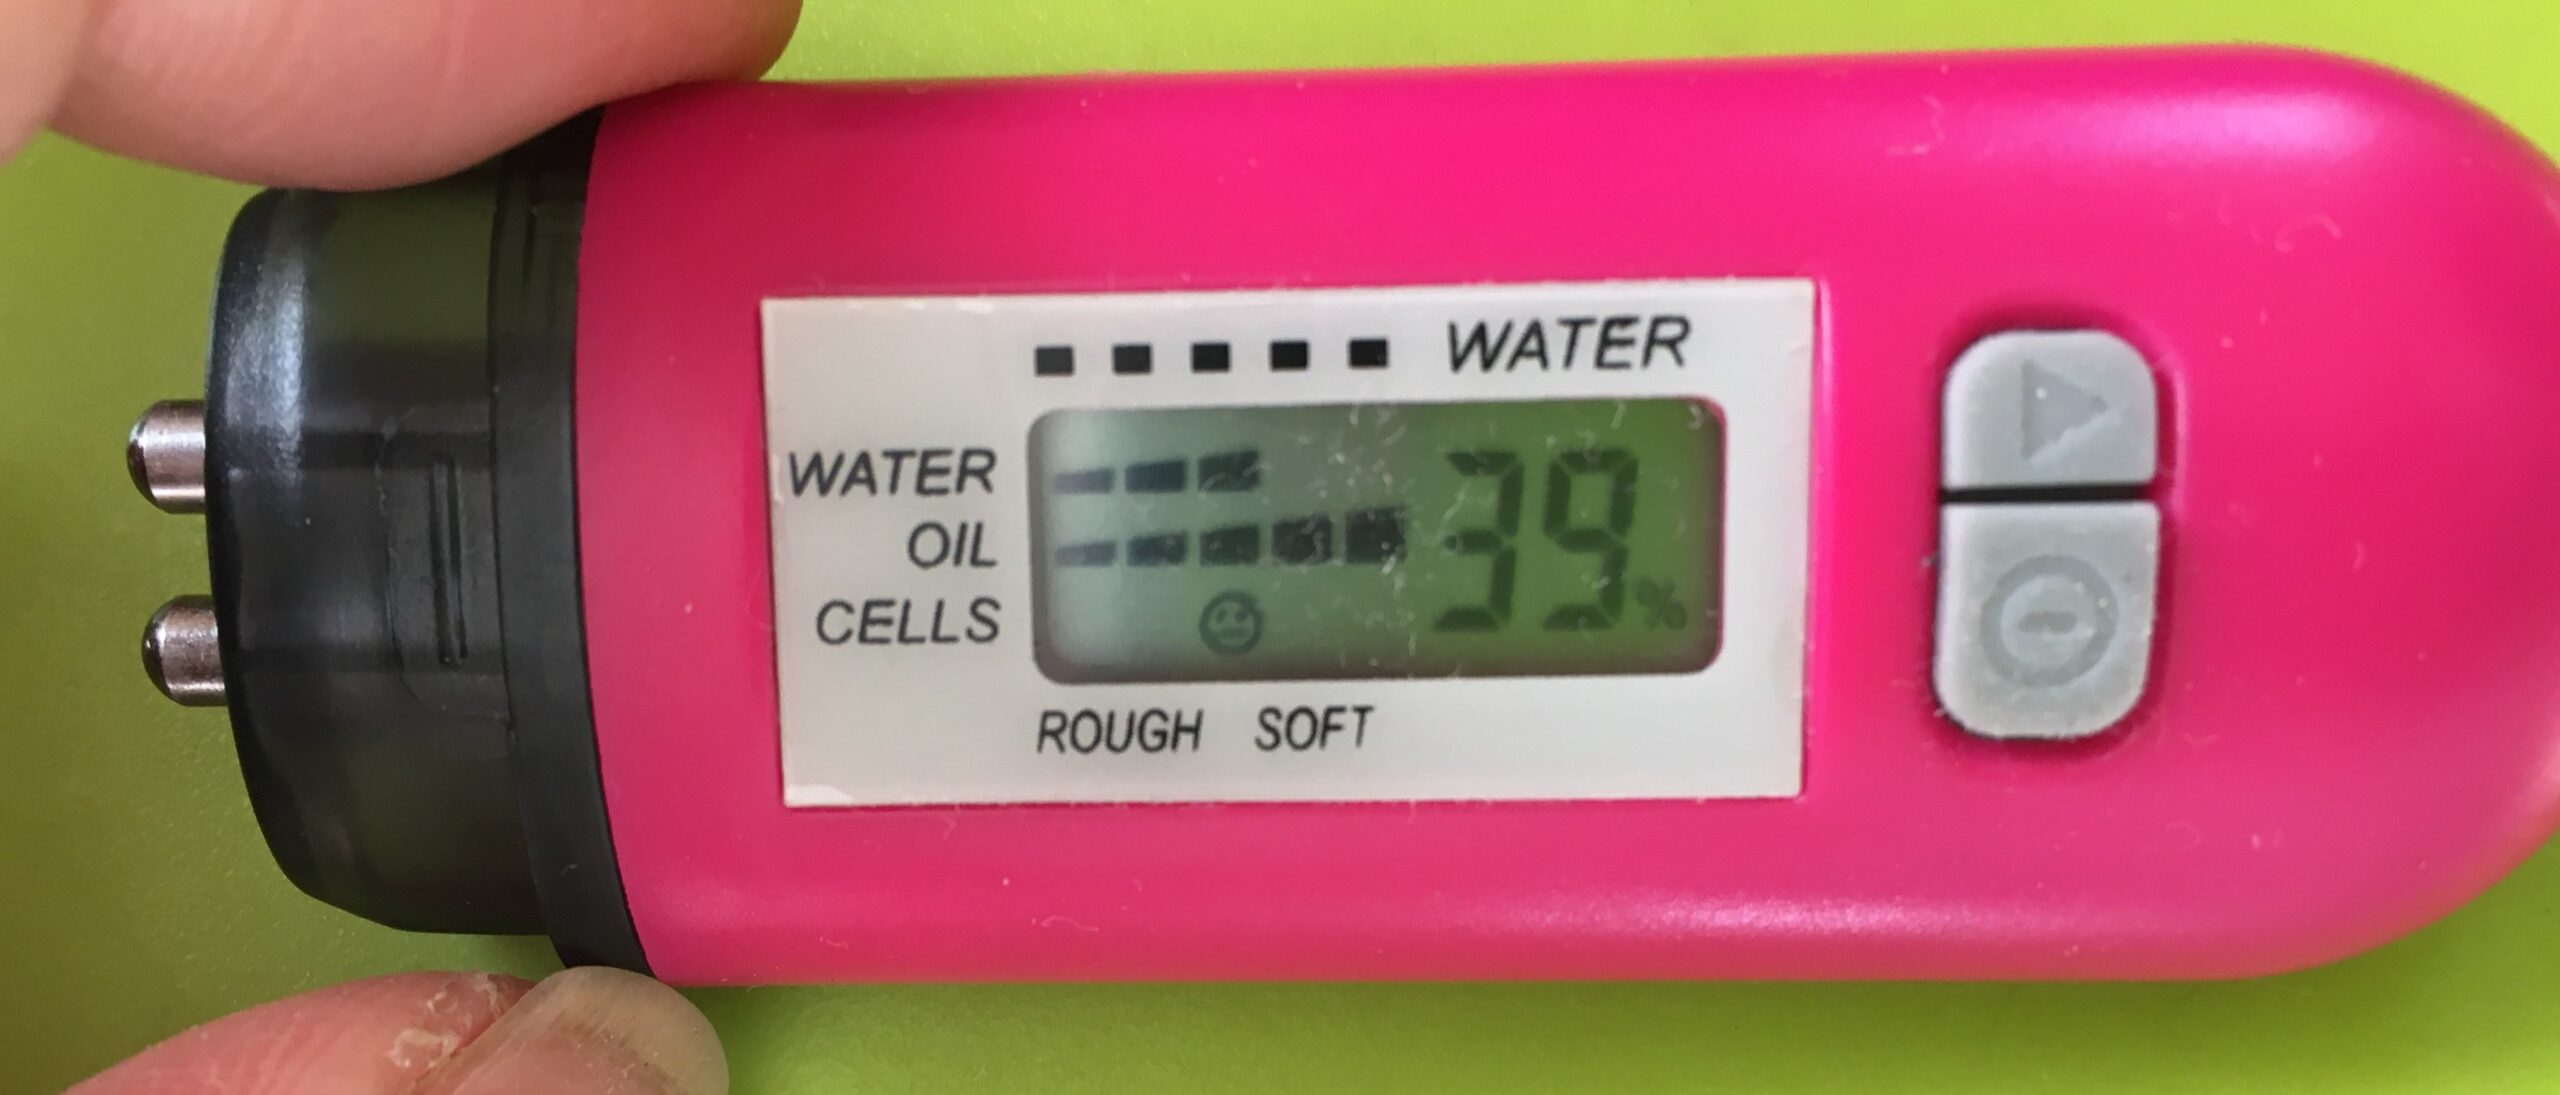 WATER
WATER
OIL
39%
CELLS
ROUGH SOFT